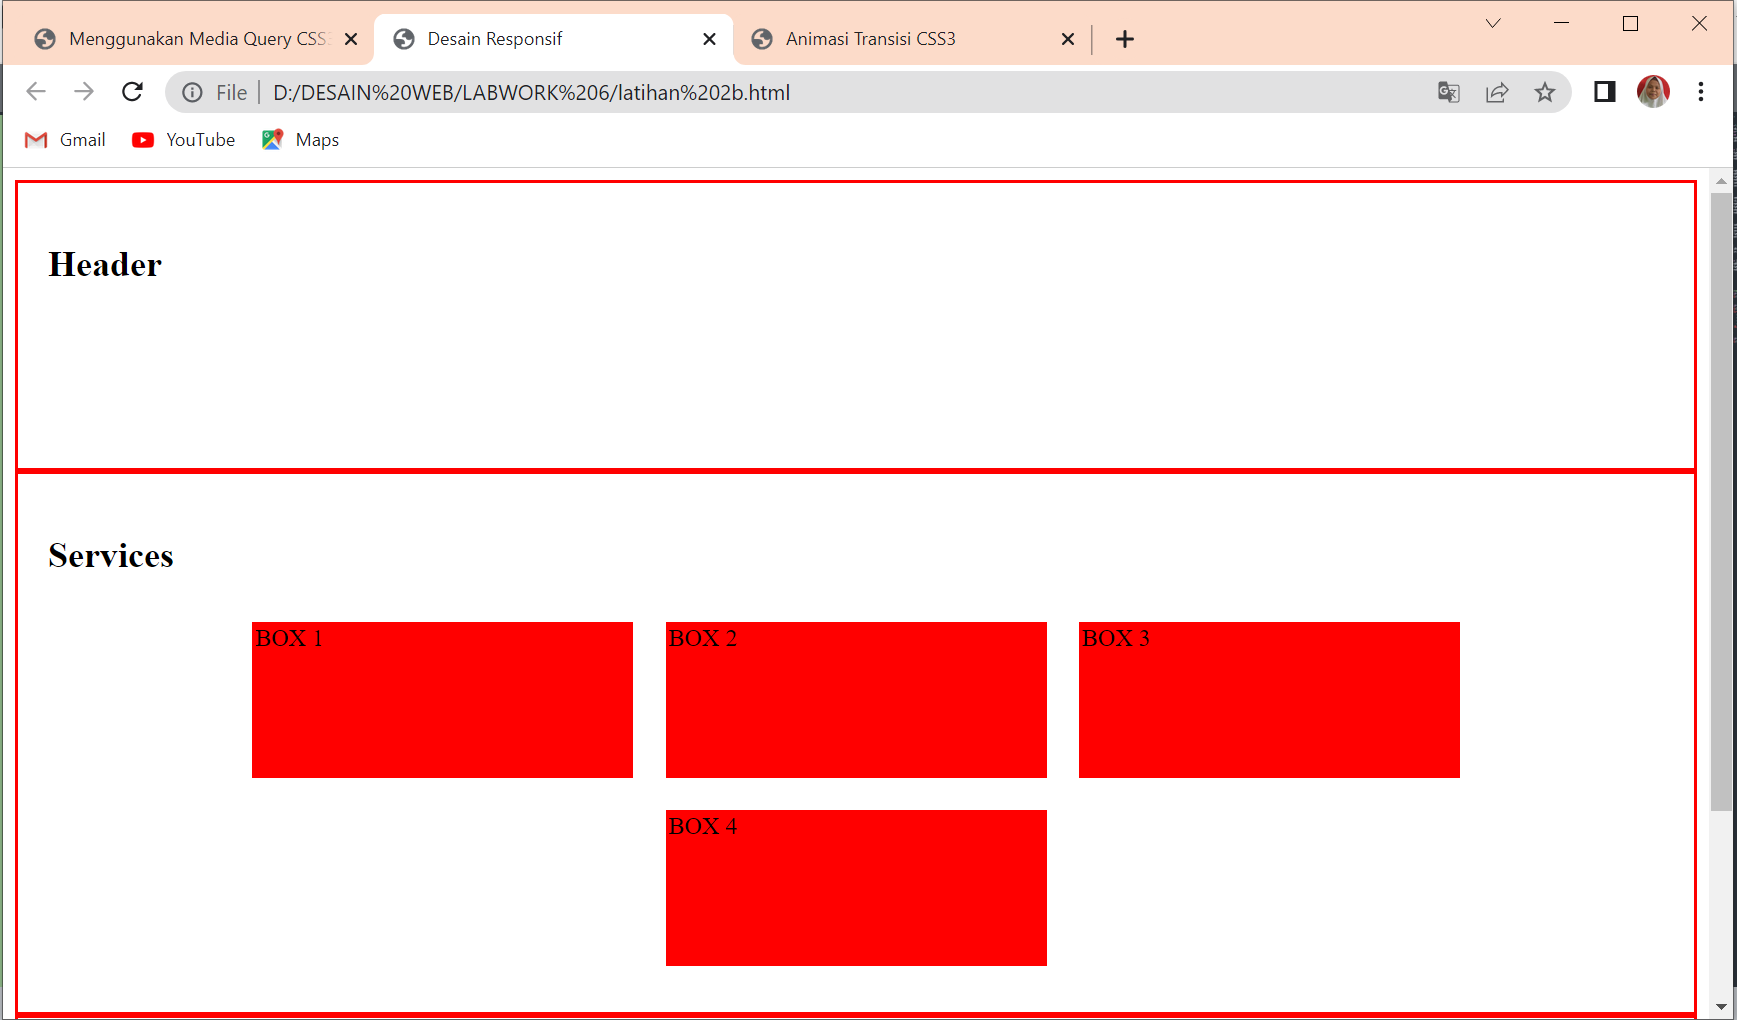 Menggunakan Media Query CSS3
Desain Responsif
Animasi Transisi CSS3
File
D:/DESAIN%20WEB/LABWORK%206/latihan%202b.html
Gmail
YouTube
Maps
Header
Services
BOX 1
BOX 2
BOX 3
BOX 4